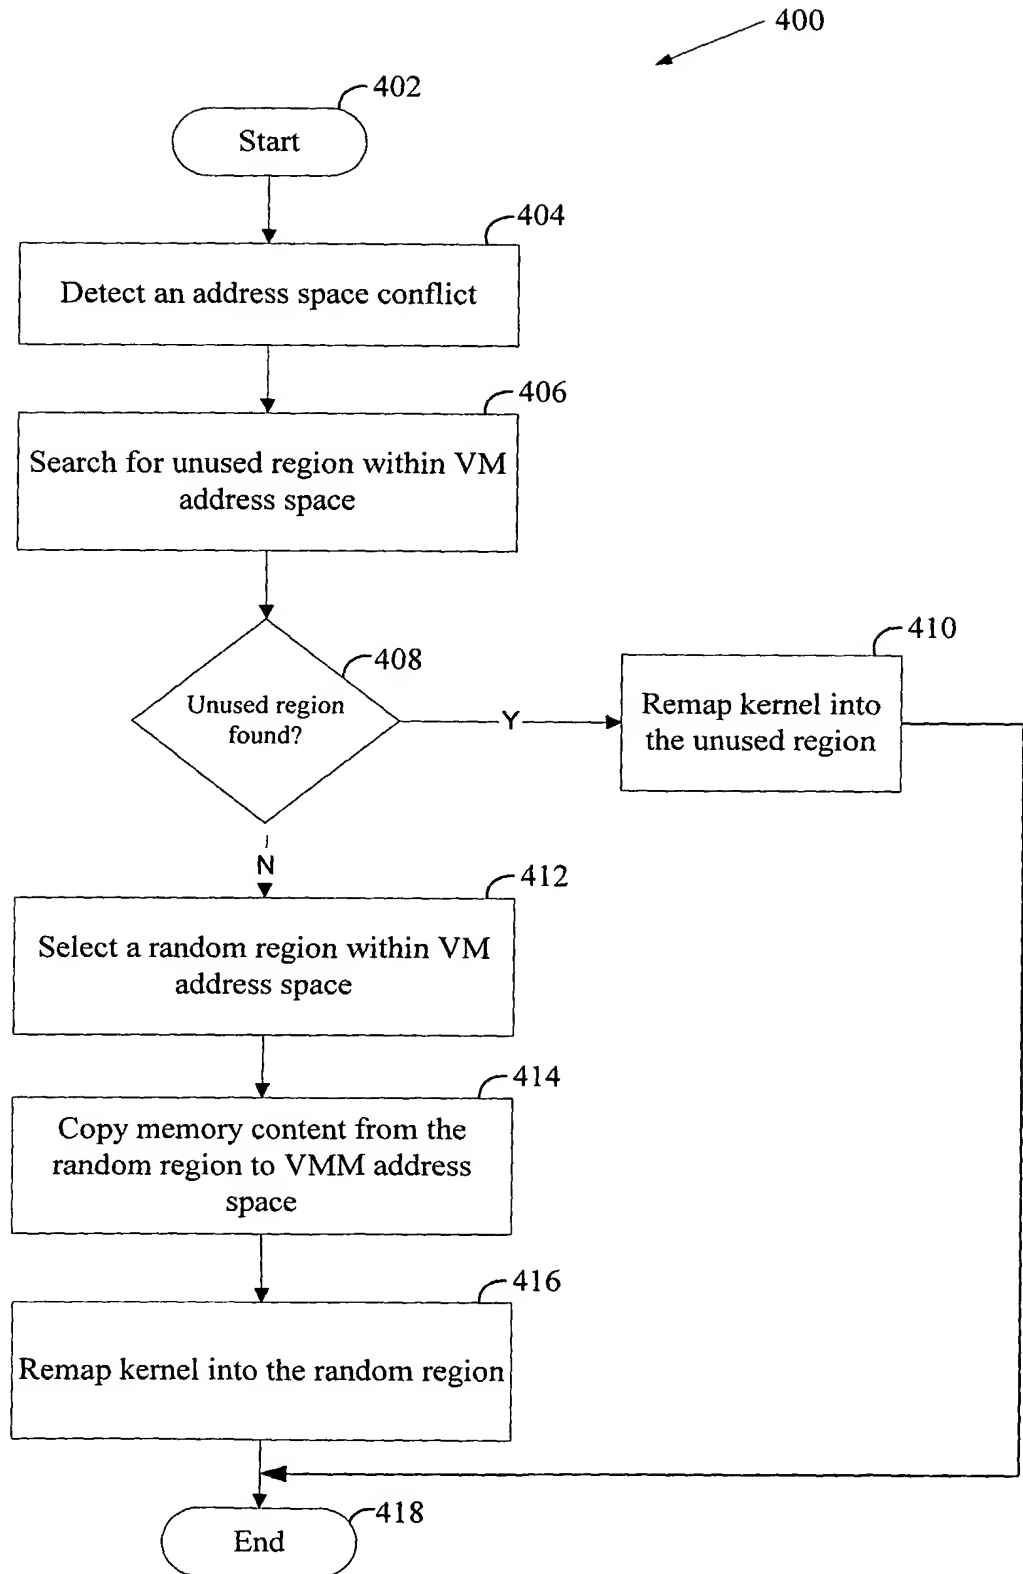 400
402
Start
404
Detect an address space conflict
406
Search for unused region within VM
address space
408
Unused region
found?
Y
410
Remap kernel into
the unused region
N
412
Select a random region within VM
address space
414
Copy memory content from the
random region to VMM address
space
416
Remap kernel into the random region
418
End